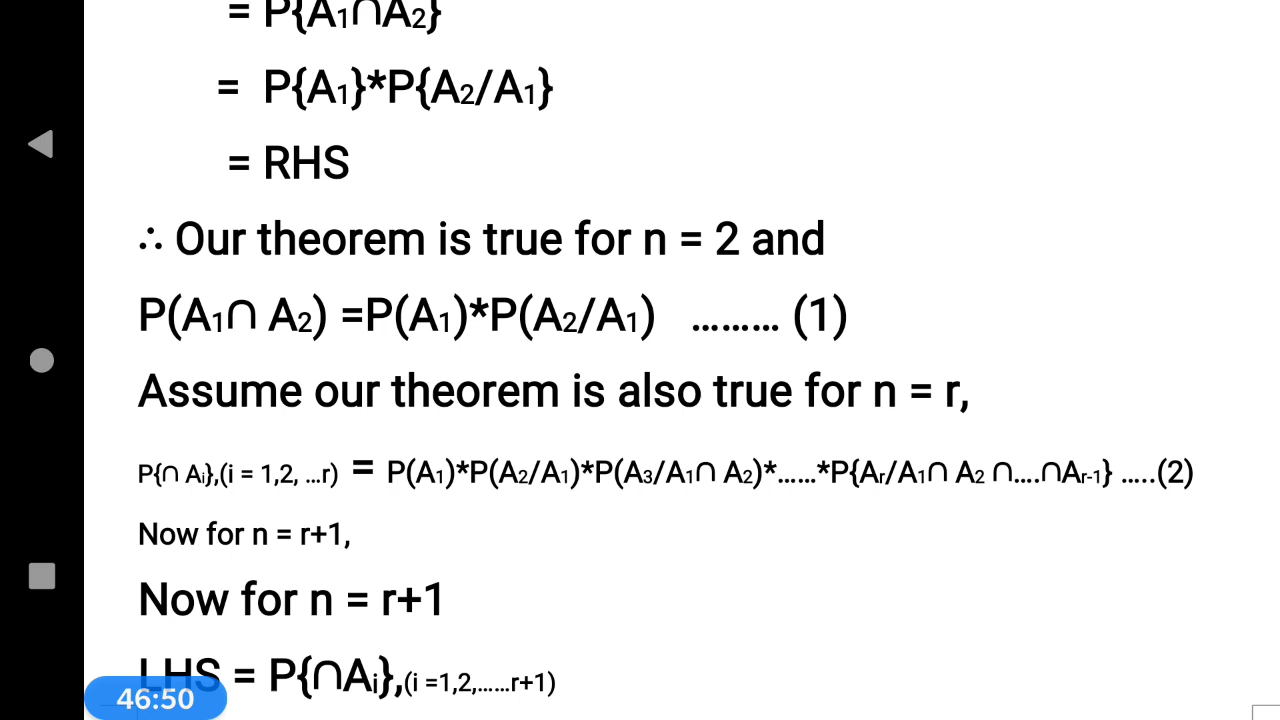 = P{A₁∩A₂}
= P{A₁}*P{A₂/A₁}
= RHS
∴ Our theorem is true for n = 2 and
P(A₁∩ A₂) =P(A₁)*P(A₂/A₁) ……… (1)
Assume our theorem is also true for n = r,
P{∩ Aᵢ},(i = 1,2, …r) = P(A₁)*P(A₂/A₁)*P(A₃/A₁∩ A₂)*……*P{Aᵣ/A₁∩ A₂ ∩….∩Aᵣ₋₁} …..(2)
Now for n = r+1,
Now for n = r+1
LHS = P{∩Aᵢ},(i =1,2,……r+1)
46:50